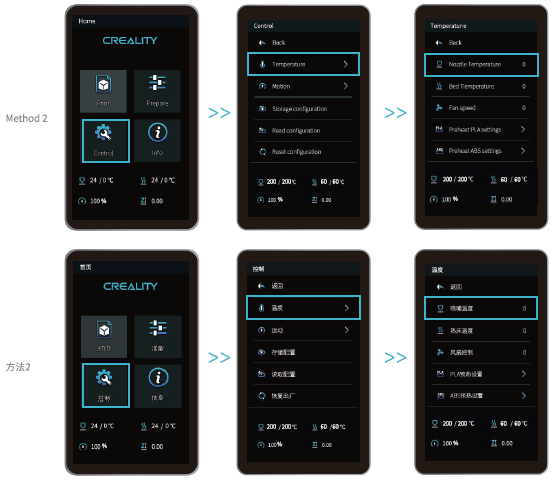 Method 2
Home
CREALITY
Print
Prepare
Control
Info
24 / 0 ℃
24 / 0 ℃
100 %
0.00
>>
Control
Back
Temperature
Motion
Storage configuration
Read configuration
Reset configuration
200 / 200℃
60 / 60℃
100 %
0.00
>>
Temperature
Back
Nozzle Temperature 0
Bed lTemperature 0
Fan speed 0
Preheat PLA settings
Preheat ABS settings
200 / 200℃
60 / 60℃
100 %
0.00
方法2
首页
CREALITY
打印
准备
控制
信息
24 / 0 ℃
24 / 0 ℃
100 %
0.00
>>
控制
返回
温度
运动
存储配置
读取配置
恢复出厂
200 / 200℃
60 / 60℃
100%
0.00
>>
温度
返回
喷嘴温度 0
热床温度 0
风扇控制 0
PLA预热设置
ABS预热设置
200 / 200℃
60 / 60℃
100 %
0.00